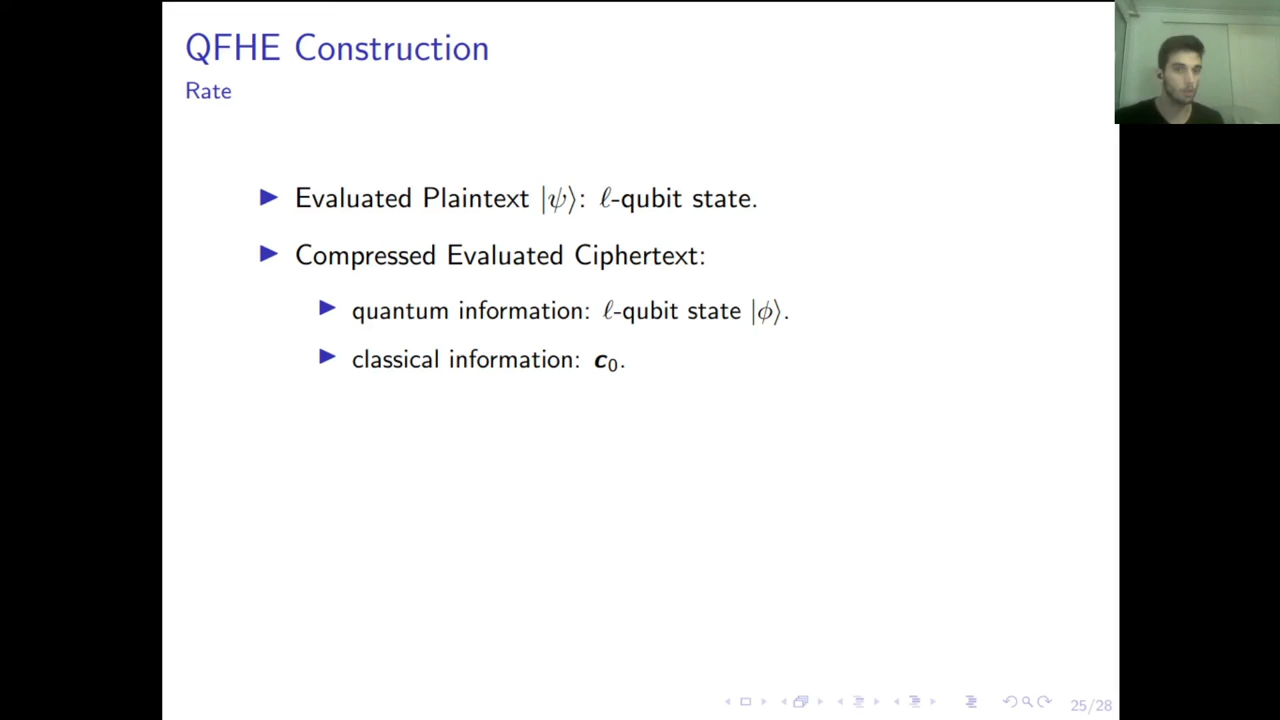 QFHE Construction
Rate
▶ Evaluated Plaintext |ψ⟩: ℓ-qubit state.
▶ Compressed Evaluated Ciphertext:
▶ quantum information: ℓ-qubit state |ϕ⟩.
▶ classical information: c₀.
25/28